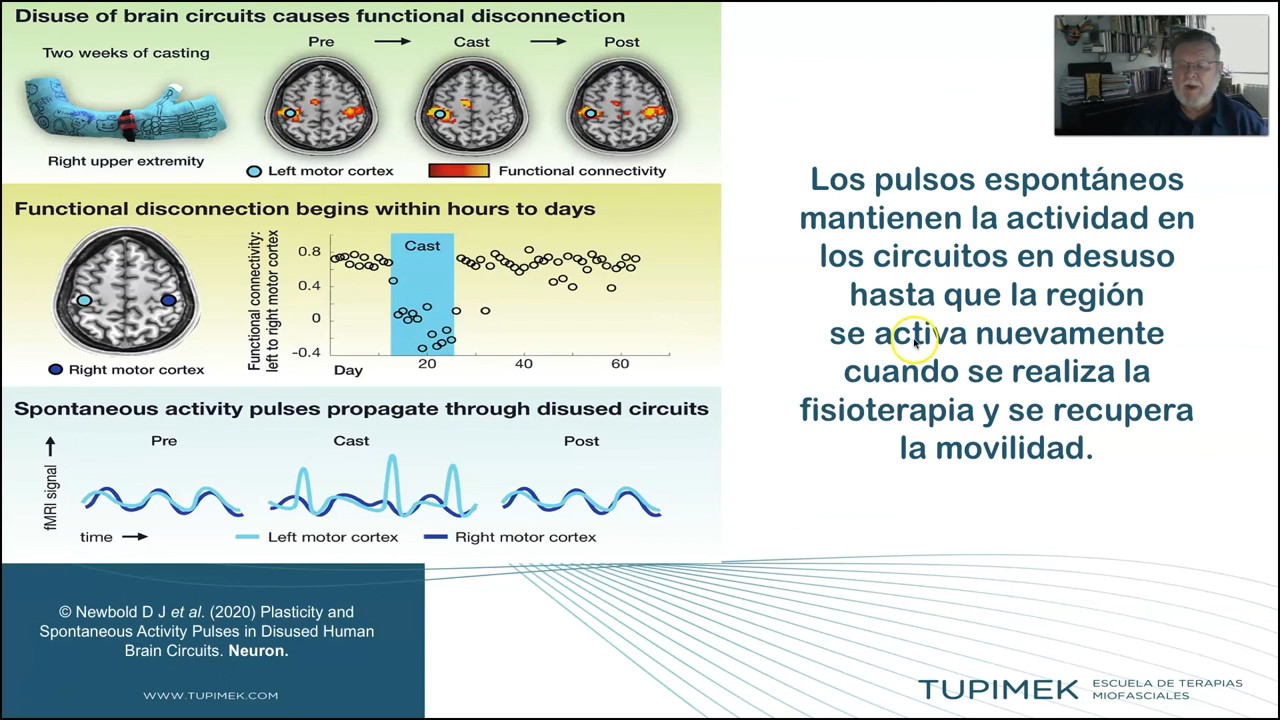 Disuse of brain circuits causes functional disconnection
Two weeks of casting
Pre
Cast
Post
Right upper extremity
Left motor cortex
Functional connectivity
Functional disconnection begins within hours to days
Functional connectivity:
left to right motor cortex
0.8
0.4
0
-0.4
Cast
Day
20
40
60
Right motor cortex
Spontaneous activity pulses propagate through disused circuits
Pre
Cast
Post
fMRI signal
time
Left motor cortex
Right motor cortex
Los pulsos espontáneos
mantienen la actividad en
los circuitos en desuso
hasta que la región
se activa nuevamente
cuando se realiza la
fisioterapia y se recupera
la movilidad.
© Newbold D J et al. (2020) Plasticity and
Spontaneous Activity Pulses in Disused Human
Brain Circuits. Neuron.
WWW.TUPIMEK.COM
TUPIMEK
ESCUELA DE TERAPIAS
MIOFASCIALES